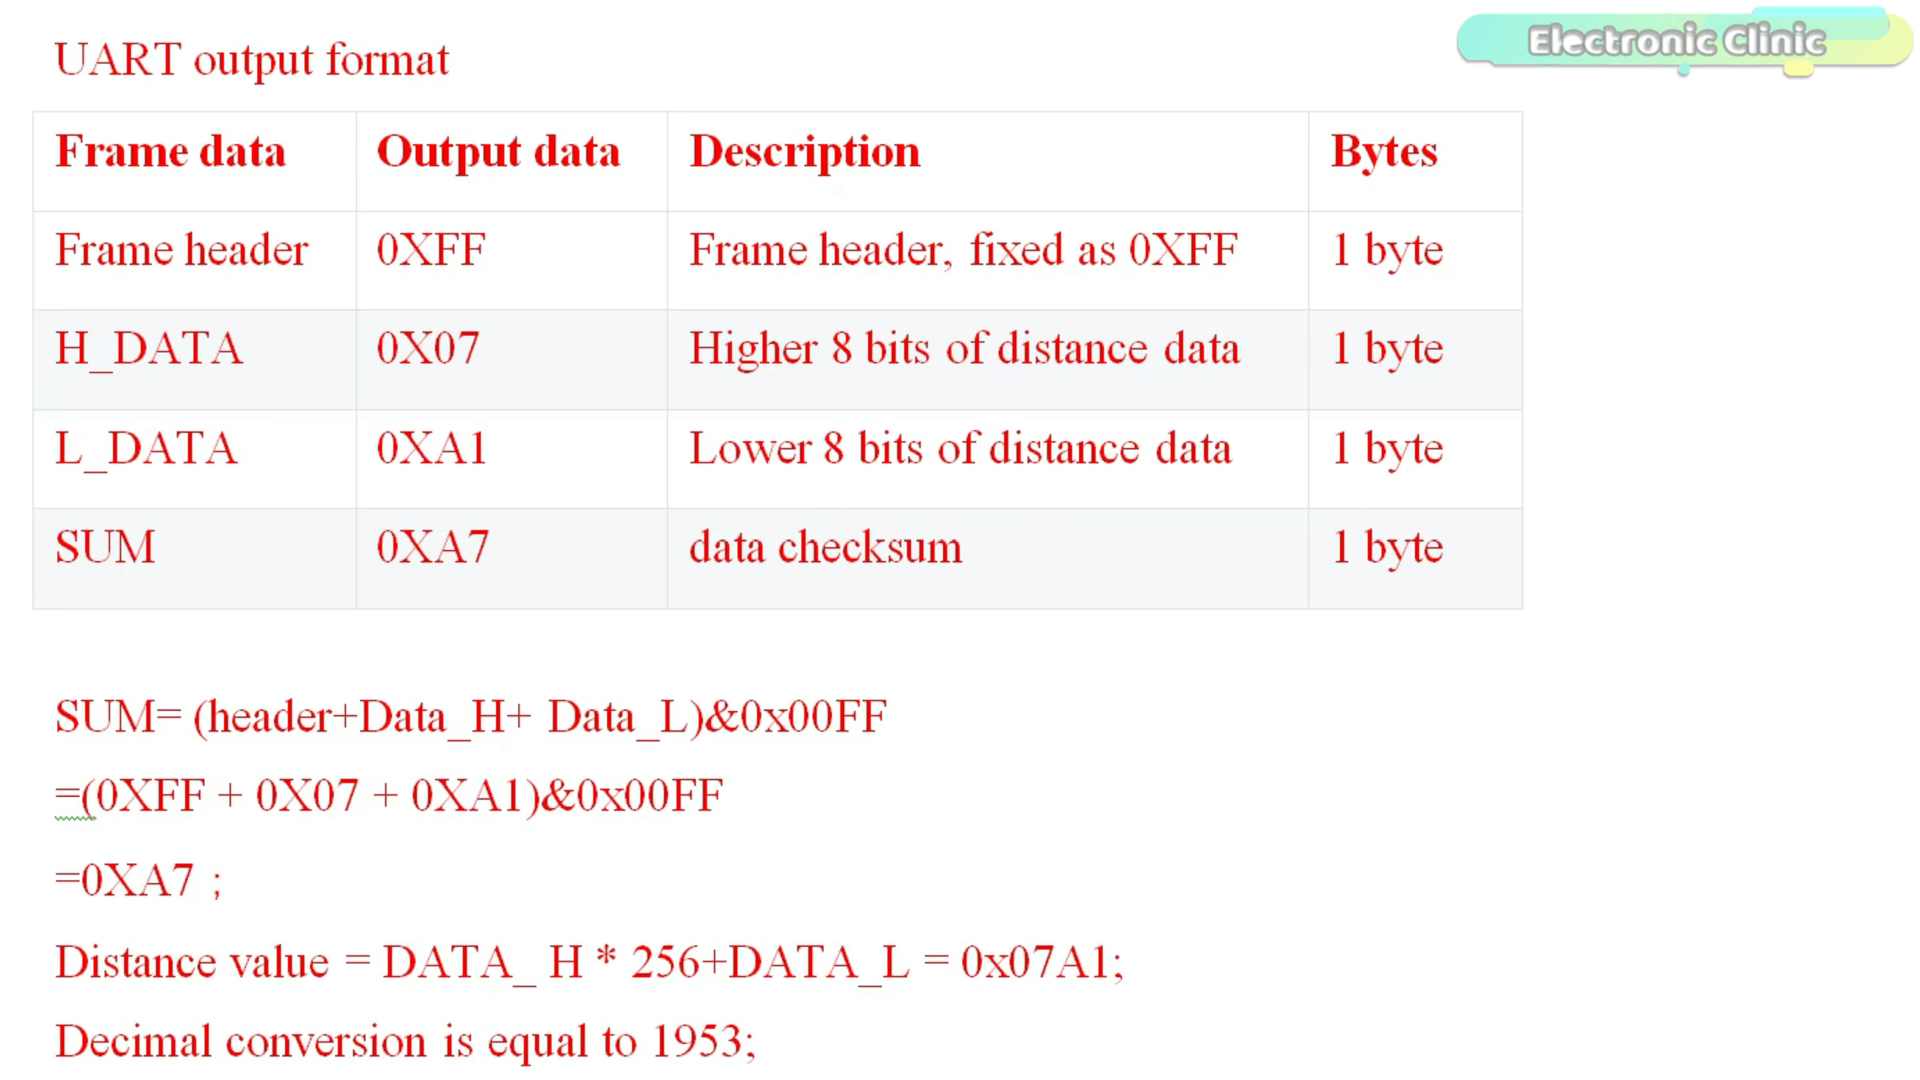 Electronic Clinic
UART output format
Frame data Output data Description Bytes
Frame header 0XFF Frame header, fixed as 0XFF 1 byte
H_DATA 0X07 Higher 8 bits of distance data 1 byte
L_DATA 0XA1 Lower 8 bits of distance data 1 byte
SUM 0XA7 data checksum 1 byte
SUM= (header+Data_H+ Data_L)&0x00FF
=(0XFF + 0X07 + 0XA1)&0x00FF
=0XA7 ;
Distance value = DATA_ H * 256+DATA_L = 0x07A1;
Decimal conversion is equal to 1953;